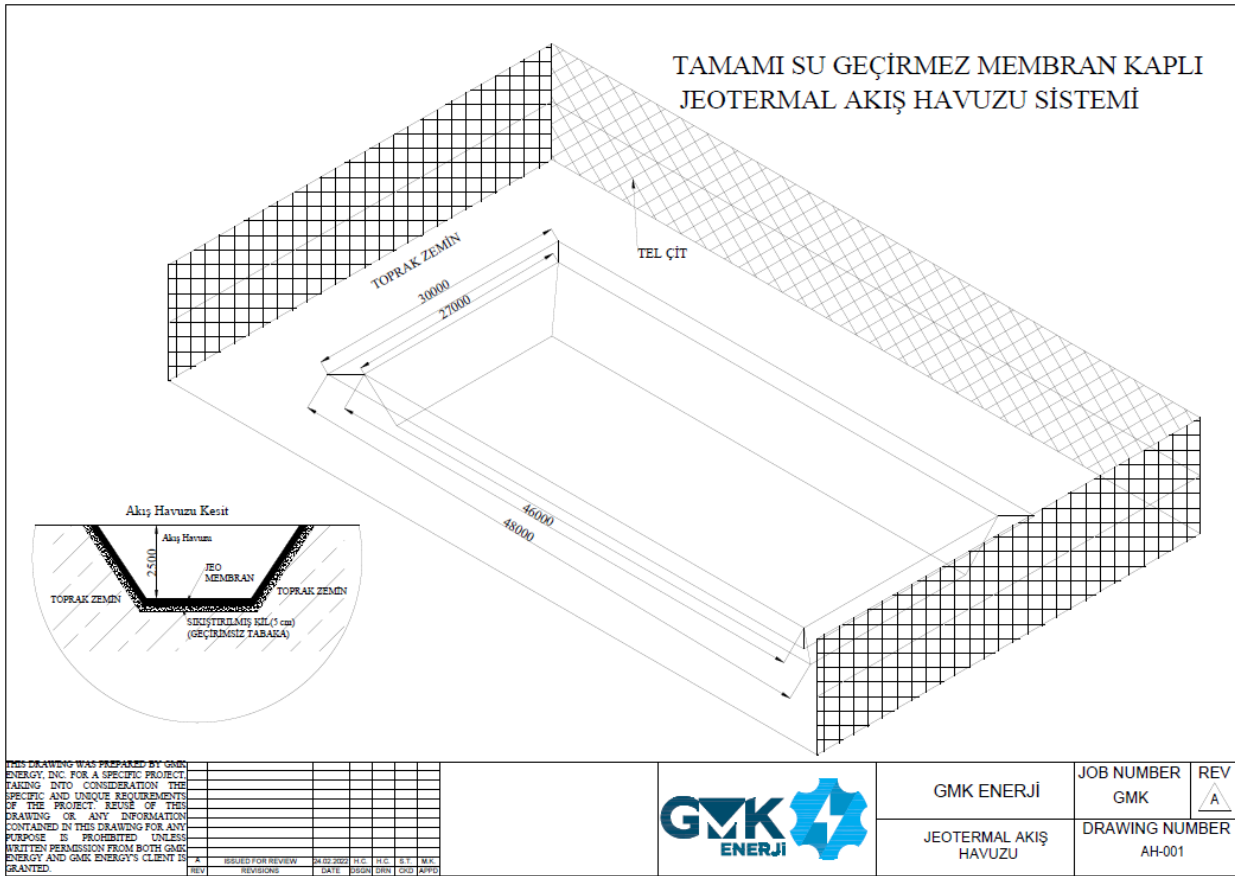 TAMAMI SU GEÇİRMEZ MEMBRAN KAPLI
JEOTERMAL AKIŞ HAVUZU SİSTEMİ
TEL ÇİT
TOPRAK ZEMİN
30000
27000
46000
48000
Akış Havuzu Kesit
Akış Havuzu
2500
JEO
MEMBRAN
TOPRAK ZEMİN
TOPRAK ZEMİN
SIKIŞTIRILMIŞ KİL(5 cm)
(GEÇİRİMSİZ TABAKA)
THIS DRAWING WAS PREPARED BY GMK
ENERGY, INC. FOR A SPECIFIC PROJECT,
TAKING INTO CONSIDERATION THE
SPECIFIC AND UNIQUE REQUIREMENTS
OF THE PROJECT. REUSE OF THIS
DRAWING OR ANY INFORMATION
CONTAINED IN THIS DRAWING FOR ANY
PURPOSE IS PROHIBITED UNLESS
WRITTEN PERMISSION FROM BOTH GMK
ENERGY AND GMK ENERGY'S CLIENT IS
GRANTED.
A ISSUED FOR REVIEW 24.02.2022 H.C. H.C. S.T. M.K.
REV REVISIONS DATE DSGN DRN CKD APPD
GMK
ENERJİ
GMK ENERJİ
JEOTERMAL AKIŞ
HAVUZU
JOB NUMBER
GMK
REV
A
DRAWING NUMBER
AH-001